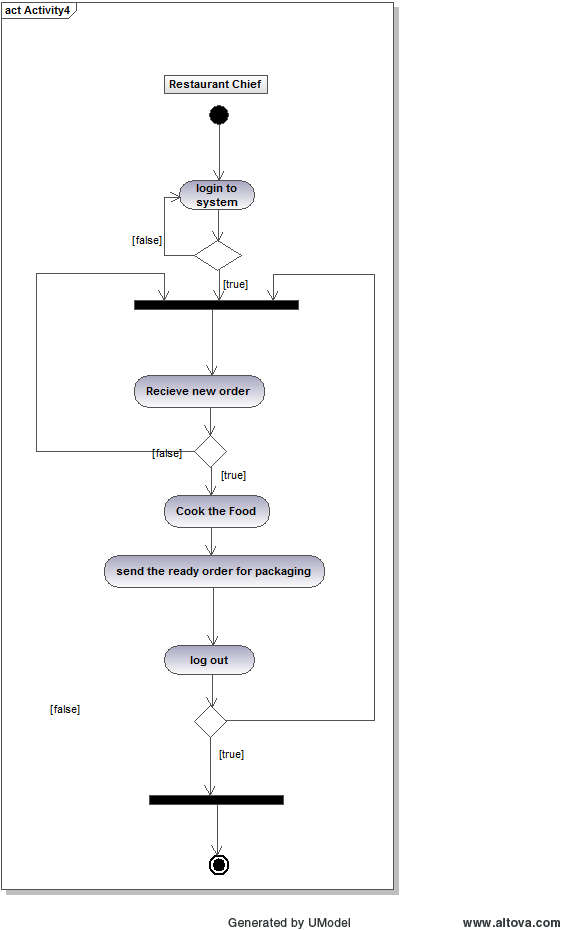 act Activity4
Restaurant Chief
login to
system
[false]
[true]
Recieve new order
[false]
[true]
Cook the Food
send the ready order for packaging
log out
[false]
[true]
Generated by UModel
www.altova.com